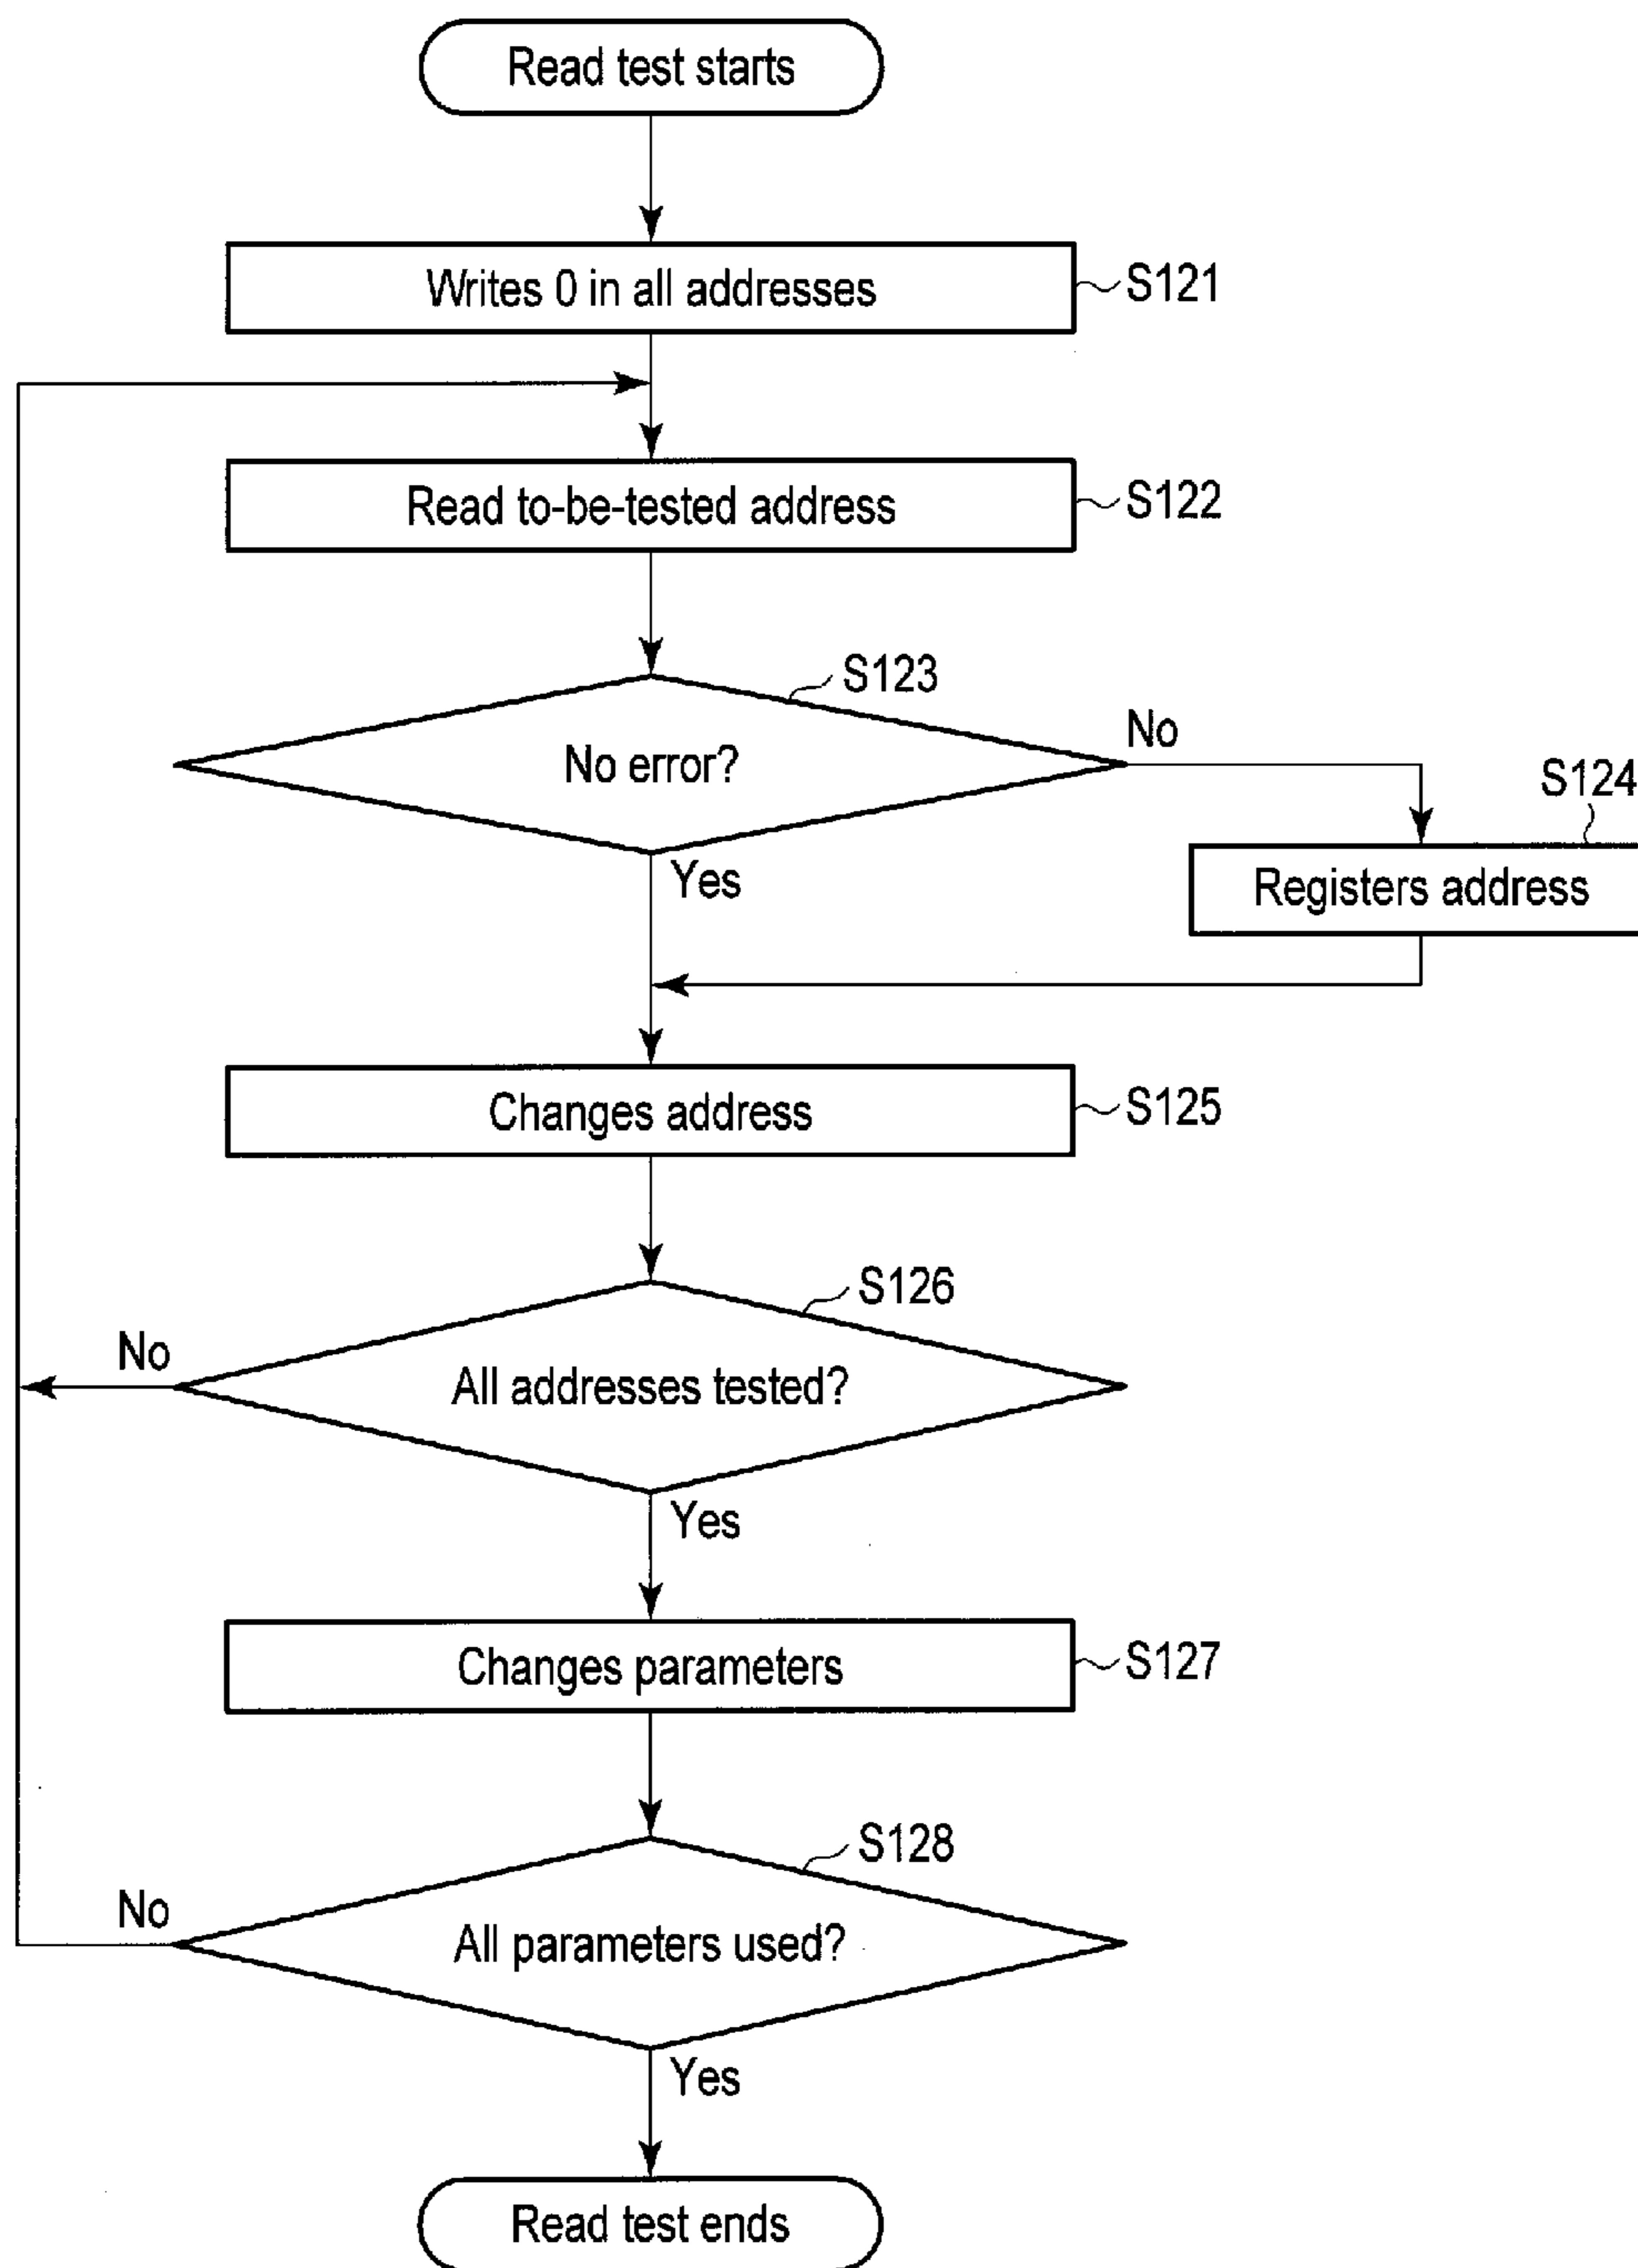 Read test starts
Writes 0 in all addresses
S121
Read to-be-tested address
S122
S123
No error?
No
S124
Yes
Registers address
Changes address
S125
S126
No
All addresses tested?
Yes
Changes parameters
S127
S128
No
All parameters used?
Yes
Read test ends